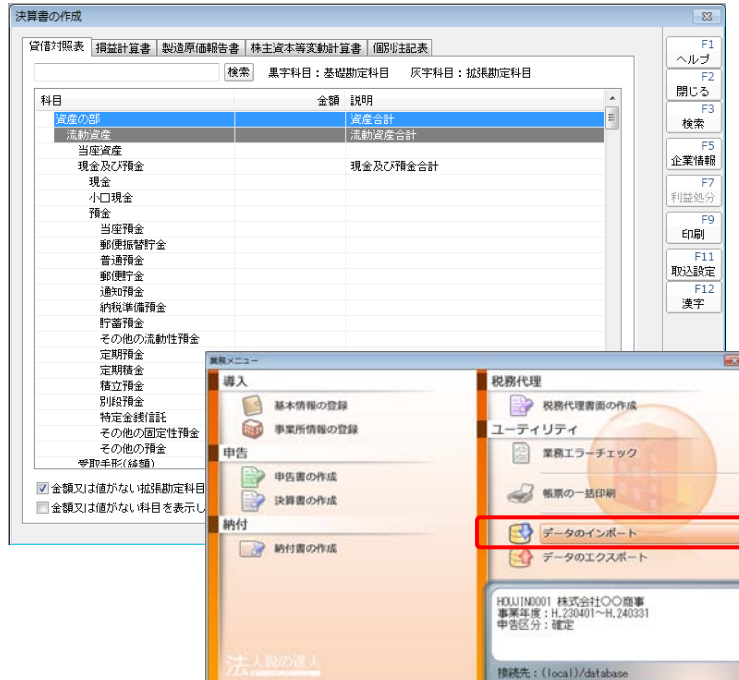 決算書の作成
貸借対照表 損益計算書 製造原価報告書 株主資本等変動計算書 個別注記表
検索 黒字科目：基礎勘定科目 灰字科目：拡張勘定科目
科目 金額 説明
資産の部 資産合計
流動資産 流動資産合計
当座資産
現金及び預金 現金及び預金合計
現金
小口現金
預金
当座預金
郵便振替貯金
普通預金
郵便貯金
通知預金
納税準備預金
貯蓄預金
その他の流動性預金
定期預金
定期積金
積立預金
別段預金
特定金銭信託
その他の固定性預金
その他の預金
受取手形(純額)
金額又は値がない拡張勘定科目
金額又は値がない科目を表示し
F1
ヘルプ
F2
閉じる
F3
検索
F5
企業情報
F7
利益処分
F9
印刷
F11
取込設定
F12
漢字
業務メニュー
導入
基本情報の登録
事業所情報の登録
申告
申告書の作成
決算書の作成
納付
納付書の作成
法人税の達人
税務代理
税務代理書面の作成
ユーティリティ
業務エラーチェック
帳票の一括印刷
データのインポート
データのエクスポート
HOUJIN0001 株式会社〇〇商事
事業年度：H.230401～H.240331
申告区分：確定
接続先：(local)/database